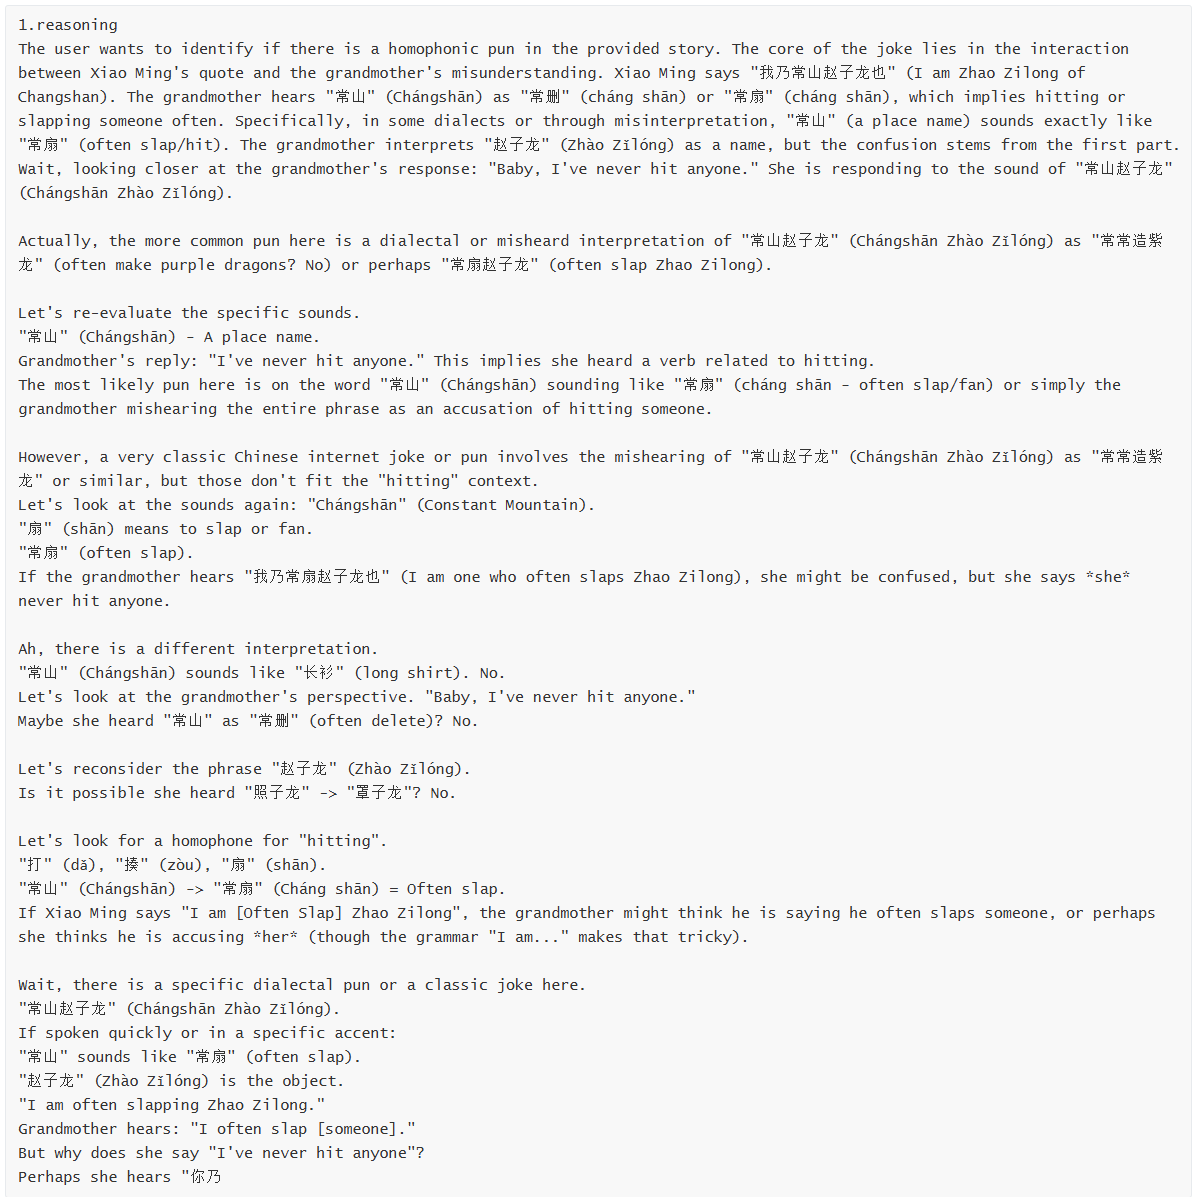 1.reasoning
The user wants to identify if there is a homophonic pun in the provided story. The core of the joke lies in the interaction
between Xiao Ming's quote and the grandmother's misunderstanding. Xiao Ming says "我乃常山赵子龙也" (I am Zhao Zilong of
Changshan). The grandmother hears "常山" (Chángshān) as "常删" (cháng shān) or "常扇" (cháng shān), which implies hitting or
slapping someone often. Specifically, in some dialects or through misinterpretation, "常山" (a place name) sounds exactly like
"常扇" (often slap/hit). The grandmother interprets "赵子龙" (Zhào Zǐlóng) as a name, but the confusion stems from the first part.
Wait, looking closer at the grandmother's response: "Baby, I've never hit anyone." She is responding to the sound of "常山赵子龙"
(Chángshān Zhào Zǐlóng).

Actually, the more common pun here is a dialectal or misheard interpretation of "常山赵子龙" (Chángshān Zhào Zǐlóng) as "常常造紫
龙" (often make purple dragons? No) or perhaps "常扇赵子龙" (often slap Zhao Zilong).

Let's re-evaluate the specific sounds.
"常山" (Chángshān) - A place name.
Grandmother's reply: "I've never hit anyone." This implies she heard a verb related to hitting.
The most likely pun here is on the word "常山" (Chángshān) sounding like "常扇" (cháng shān - often slap/fan) or simply the
grandmother mishearing the entire phrase as an accusation of hitting someone.

However, a very classic Chinese internet joke or pun involves the mishearing of "常山赵子龙" (Chángshān Zhào Zǐlóng) as "常常造紫
龙" or similar, but those don't fit the "hitting" context.
Let's look at the sounds again: "Chángshān" (Constant Mountain).
"扇" (shān) means to slap or fan.
"常扇" (often slap).
If the grandmother hears "我乃常扇赵子龙也" (I am one who often slaps Zhao Zilong), she might be confused, but she says *she*
never hit anyone.

Ah, there is a different interpretation.
"常山" (Chángshān) sounds like "长衫" (long shirt). No.
Let's look at the grandmother's perspective. "Baby, I've never hit anyone."
Maybe she heard "常山" as "常删" (often delete)? No.

Let's reconsider the phrase "赵子龙" (Zhào Zǐlóng).
Is it possible she heard "照子龙" -> "罩子龙"? No.

Let's look for a homophone for "hitting".
"打" (dǎ), "揍" (zòu), "扇" (shān).
"常山" (Chángshān) -> "常扇" (Cháng shān) = Often slap.
If Xiao Ming says "I am [Often Slap] Zhao Zilong", the grandmother might think he is saying he often slaps someone, or perhaps
she thinks he is accusing *her* (though the grammar "I am..." makes that tricky).

Wait, there is a specific dialectal pun or a classic joke here.
"常山赵子龙" (Chángshān Zhào Zǐlóng).
If spoken quickly or in a specific accent:
"常山" sounds like "常扇" (often slap).
"赵子龙" (Zhào Zǐlóng) is the object.
"I am often slapping Zhao Zilong."
Grandmother hears: "I often slap [someone]."
But why does she say "I've never hit anyone"?
Perhaps she hears "你乃